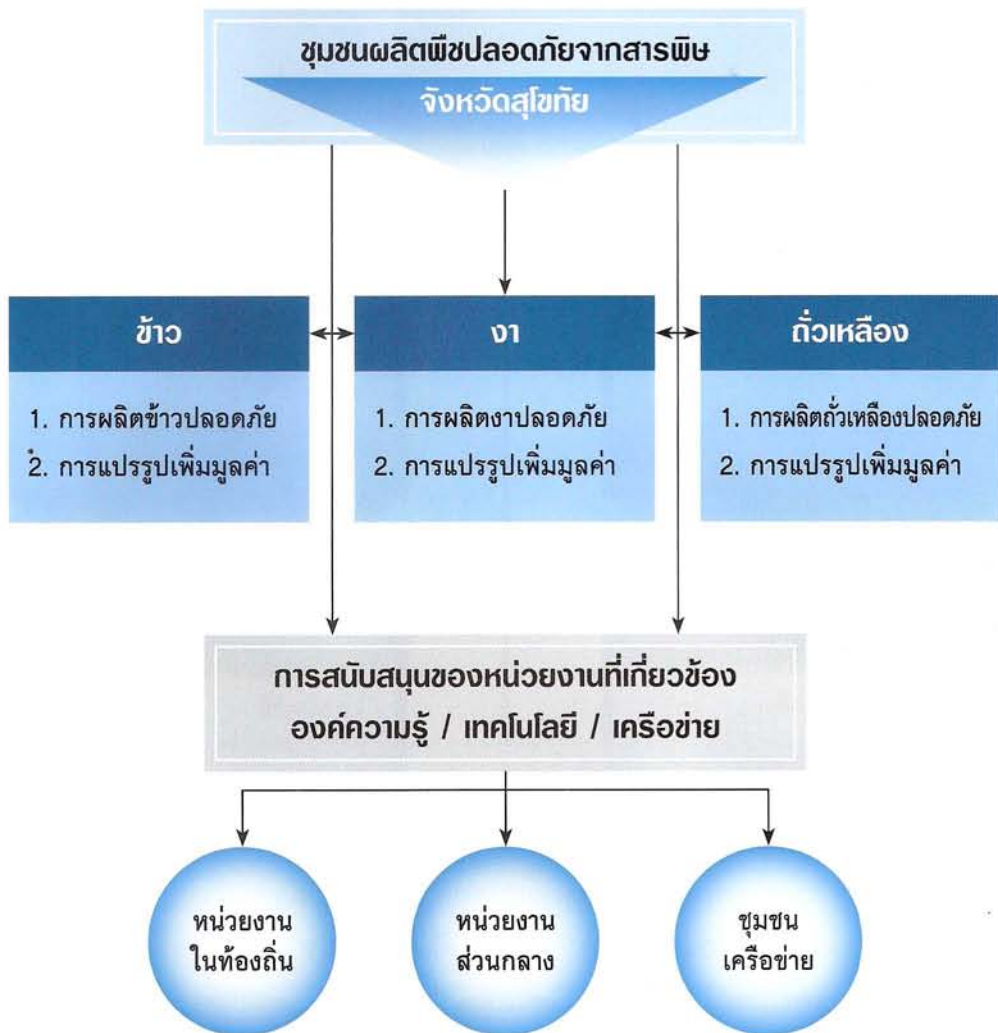 ชุมชนผลิตพืชปลอดภัยจากสารพิษ
จังหวัดสุโขทัย
ข้าว
1. การผลิตข้าวปลอดภัย
2. การแปรรูปเพิ่มมูลค่า
งา
1. การผลิตงาปลอดภัย
2. การแปรรูปเพิ่มมูลค่า
ถั่วเหลือง
1. การผลิตถั่วเหลืองปลอดภัย
2. การแปรรูปเพิ่มมูลค่า
การสนับสนุนของหน่วยงานที่เกี่ยวข้อง
องค์ความรู้ / เทคโนโลยี / เครือข่าย
หน่วยงาน
ในท้องถิ่น
หน่วยงาน
ส่วนกลาง
ชุมชน
เครือข่าย